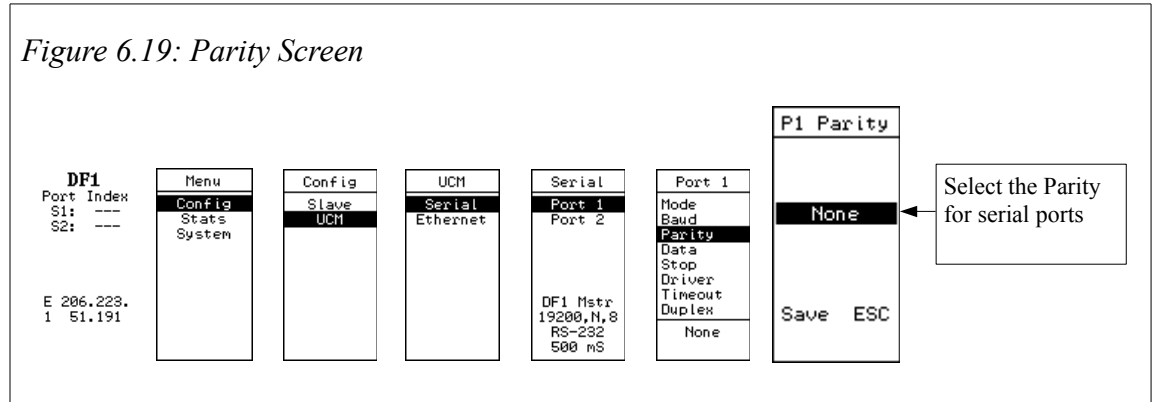 Figure 6.19: Parity Screen
DF1
Port Index
S1: ---
S2: ---
E 206.223.
1 51.191
Menu
Config
Stats
System
Config
Slave
UCM
UCM
Serial
Ethernet
Serial
Port 1
Port 2
DF1 Mstr
19200,N,8
RS-232
500 mS
Port 1
Mode
Baud
Parity
Data
Stop
Driver
Timeout
Duplex
None
P1 Parity
None
Save ESC
Select the Parity
for serial ports